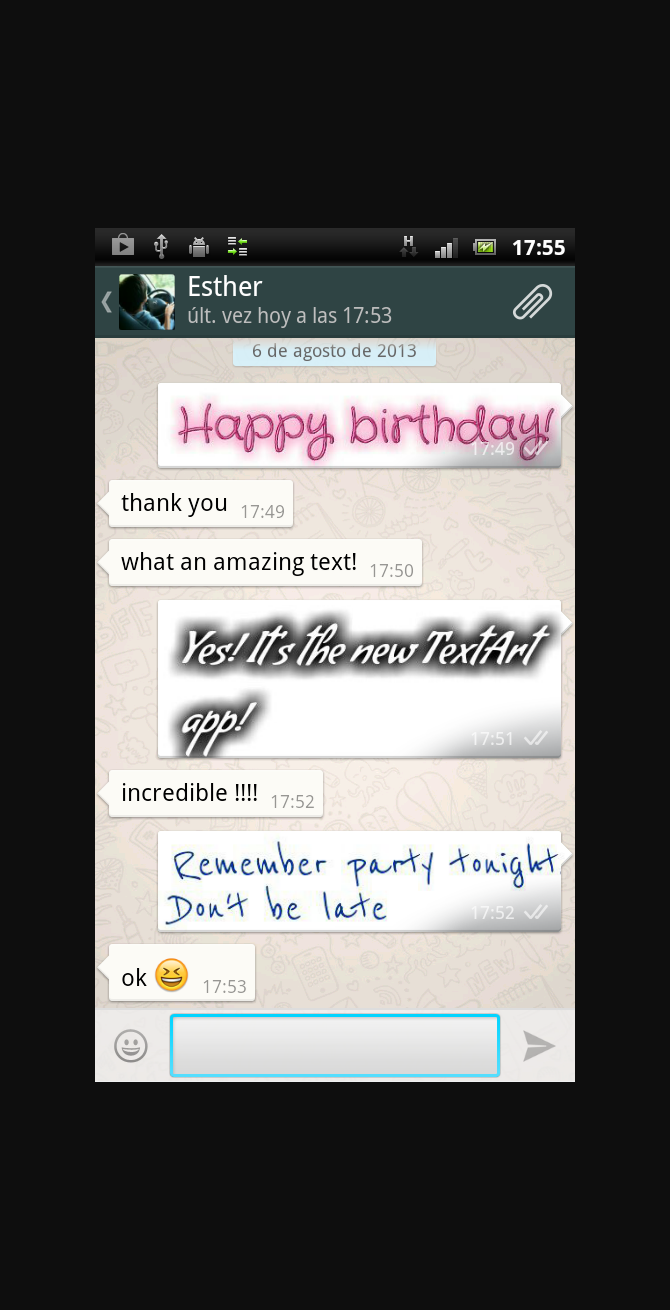 17:55
Esther
últ. vez hoy a las 17:53
6 de agosto de 2013
Happy birthday!
17:49
thank you 17:49
what an amazing text! 17:50
Yes! It's the new TextArt
app!
17:51
incredible !!!! 17:52
Remember party tonight.
Don't be late
17:52
ok 😆 17:53